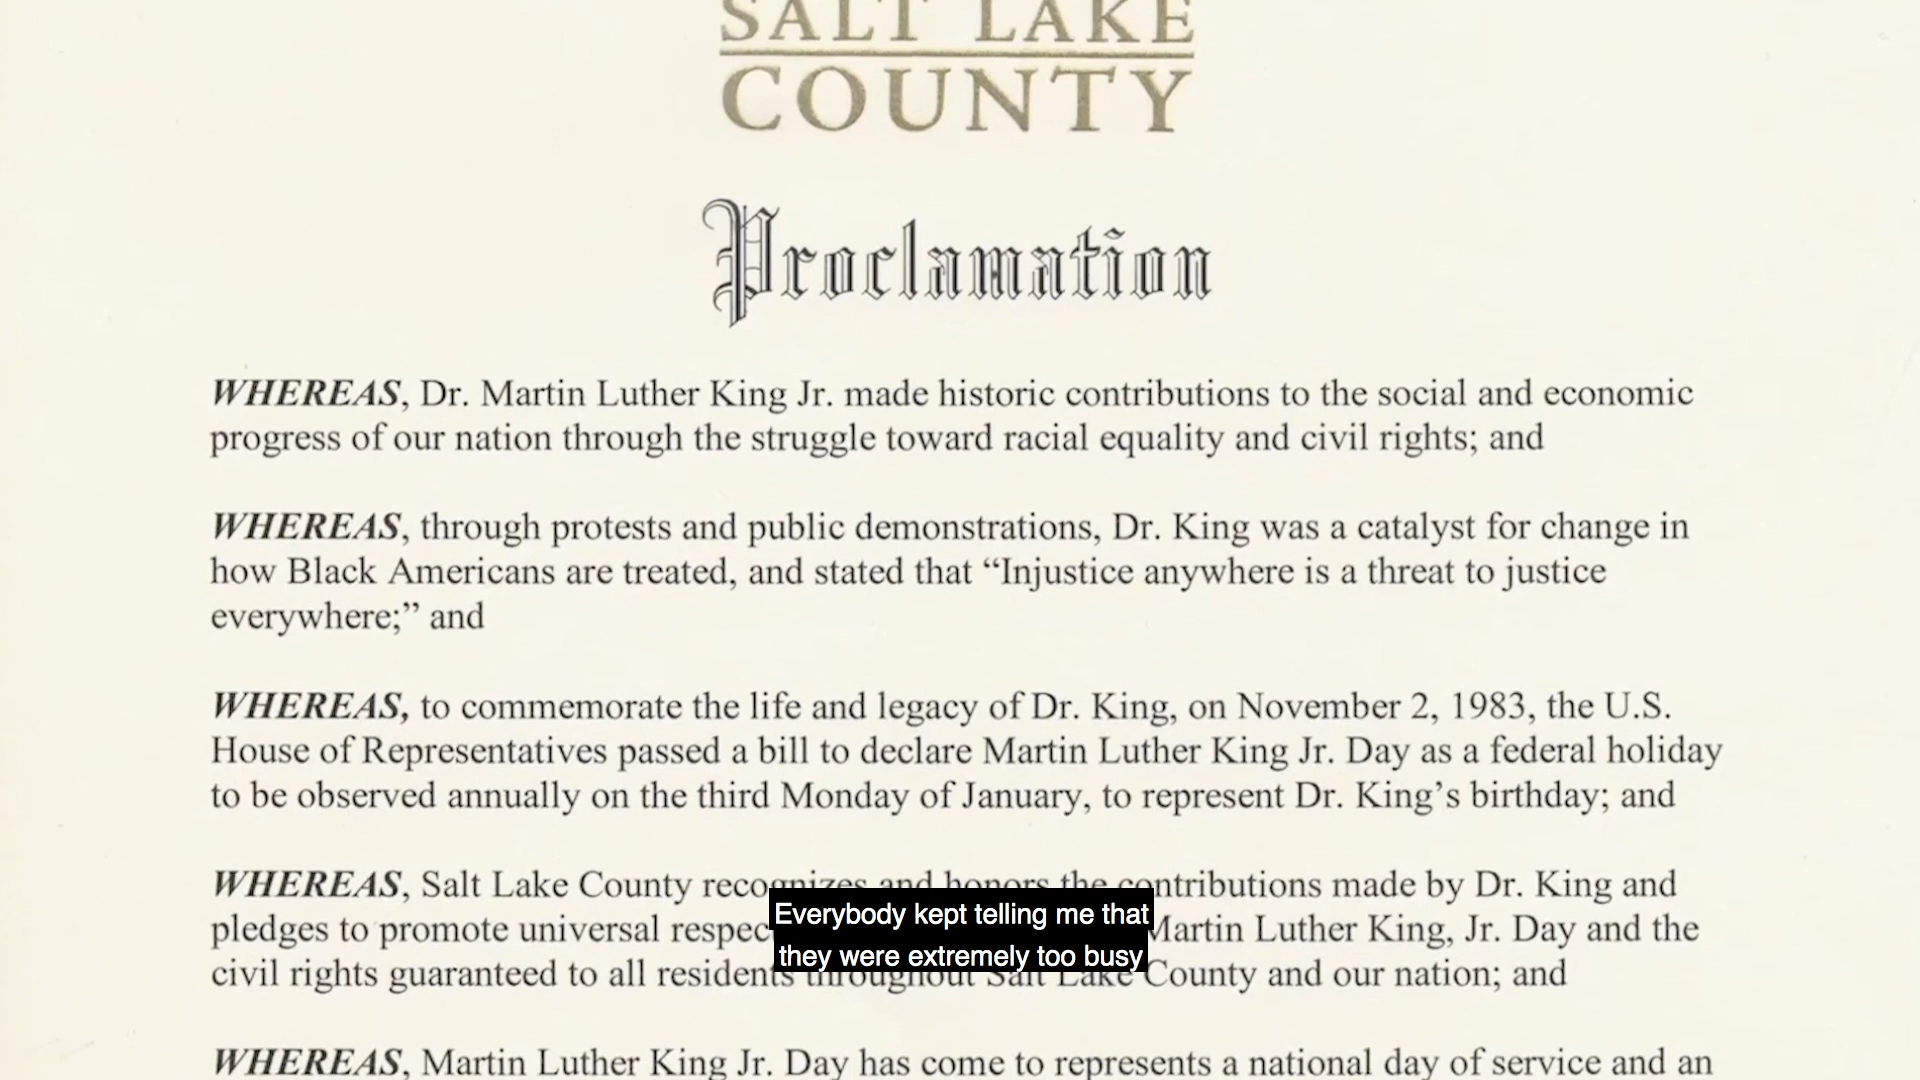 SALT LAKE
COUNTY
Proclamation
WHEREAS, Dr. Martin Luther King Jr. made historic contributions to the social and economic
progress of our nation through the struggle toward racial equality and civil rights; and
WHEREAS, through protests and public demonstrations, Dr. King was a catalyst for change in
how Black Americans are treated, and stated that “Injustice anywhere is a threat to justice
everywhere;” and
WHEREAS, to commemorate the life and legacy of Dr. King, on November 2, 1983, the U.S.
House of Representatives passed a bill to declare Martin Luther King Jr. Day as a federal holiday
to be observed annually on the third Monday of January, to represent Dr. King’s birthday; and
WHEREAS, Salt Lake County recognizes and honors the contributions made by Dr. King and
pledges to promote universal Martin Luther King, Jr. Day and the
civil rights guaranteed to all residents throughout Salt Lake County and our nation; and
WHEREAS, Martin Luther King Jr. Day has come to represents a national day of service and an
Everybody kept telling me that
they were extremely too busy